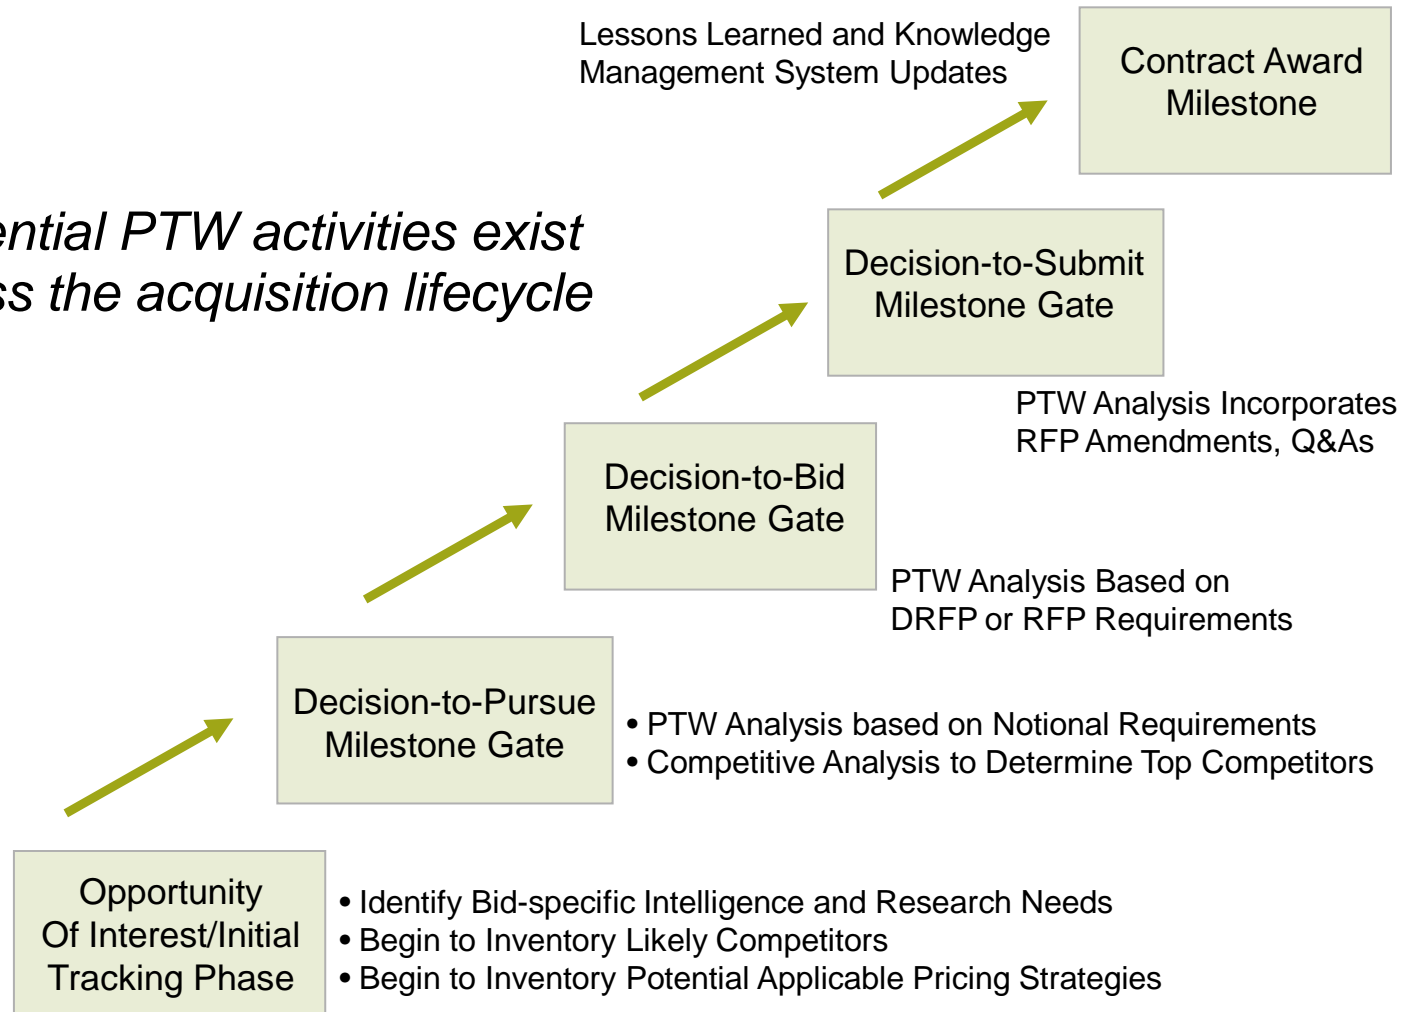 Lessons Learned and Knowledge
Management System Updates
Contract Award
Milestone
PTW activities exist
the acquisition lifecycle
Decision-to-Submit
Milestone Gate
PTW Analysis Incorporates
RFP Amendments, Q&As
Decision-to-Bid
Milestone Gate
PTW Analysis Based on
DRFP or RFP Requirements
Decision-to-Pursue
Milestone Gate
• PTW Analysis based on Notional Requirements
• Competitive Analysis to Determine Top Competitors
Opportunity
Of Interest/Initial
Tracking Phase
• Identify Bid-specific Intelligence and Research Needs
• Begin to Inventory Likely Competitors
• Begin to Inventory Potential Applicable Pricing Strategies